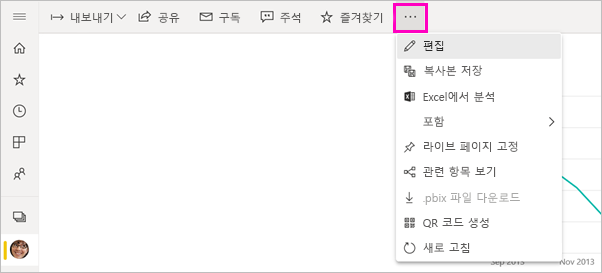 내보내기 공유 구독 주석 즐겨찾기 ...
편집
복사본 저장
Excel에서 분석
포함
라이브 페이지 고정
관련 항목 보기
.pbix 파일 다운로드
QR 코드 생성
새로 고침
Sep 2013 Nov 2013